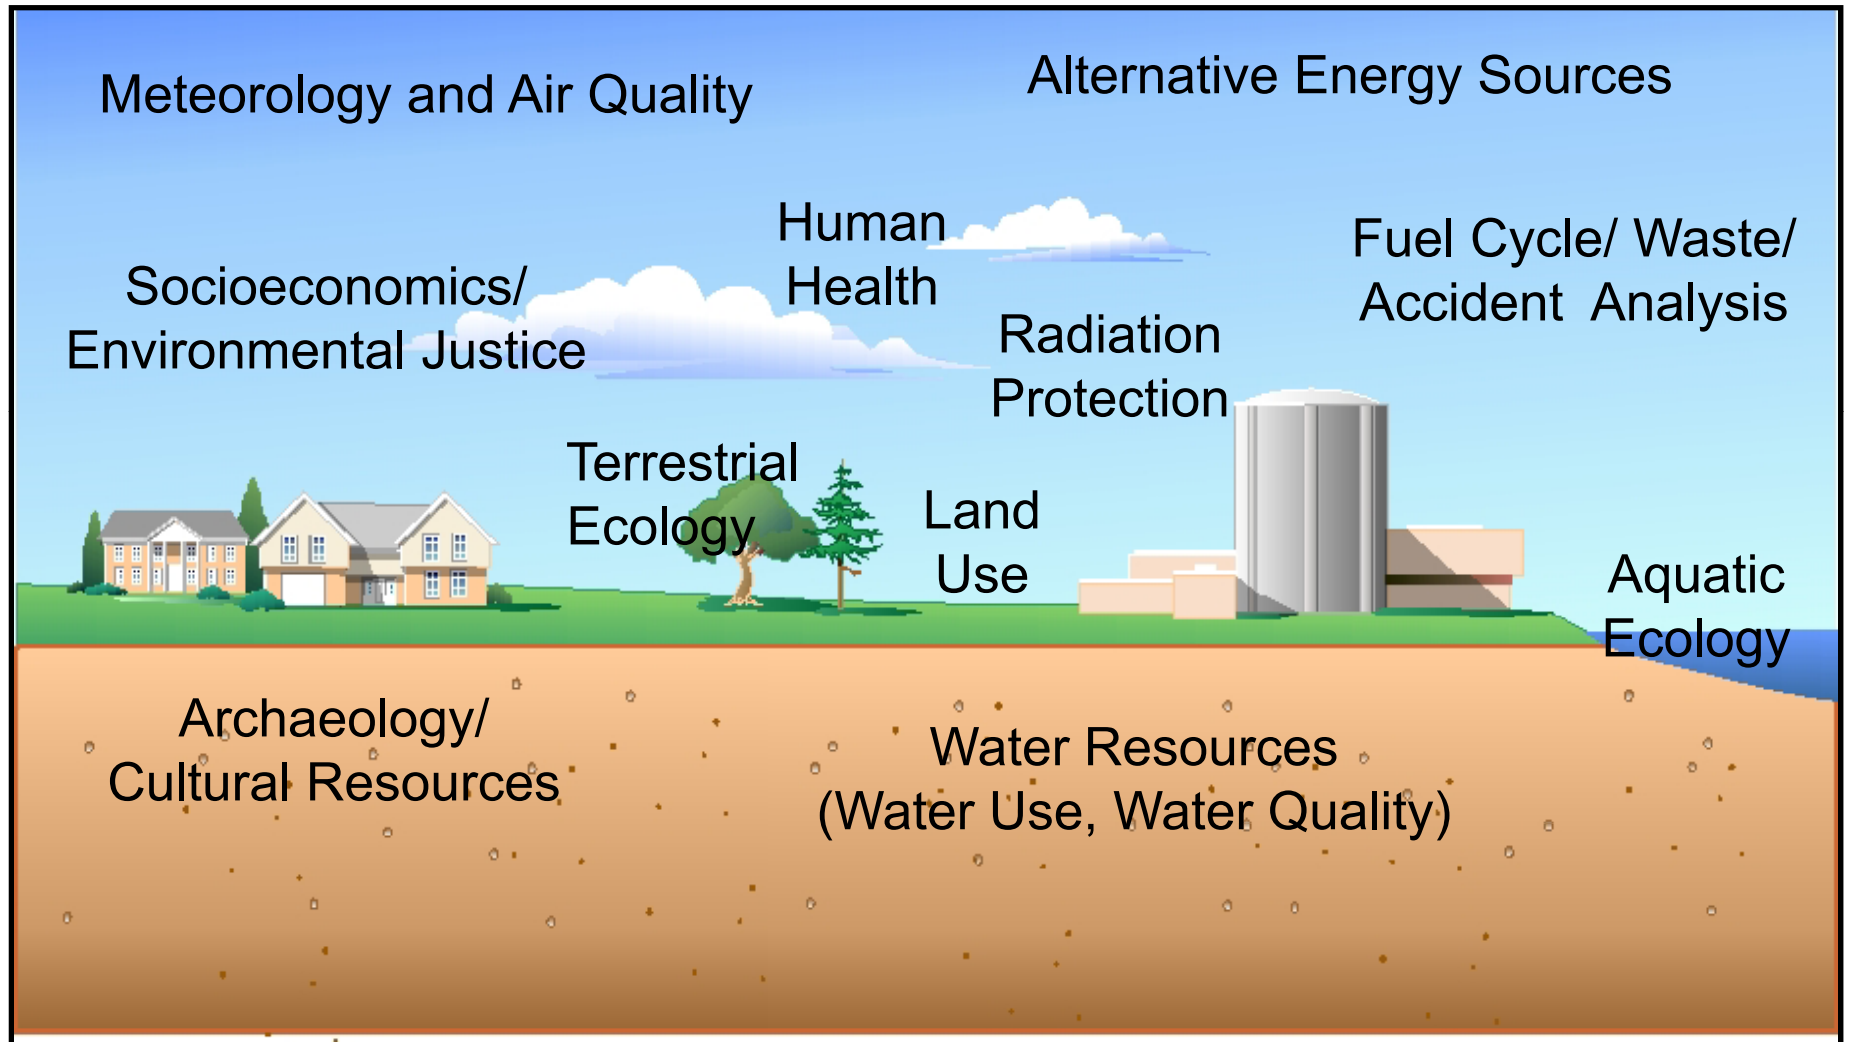 Meteorology and Air Quality
Alternative Energy Sources
Human
Health
Fuel Cycle/ Waste/
Accident Analysis
Socioeconomics/
Environmental Justice
Radiation
Protection
Terrestrial
Ecology
Land
Use
Aquatic
Ecology
Archaeology/
Cultural Resources
Water Resources
(Water Use, Water Quality)